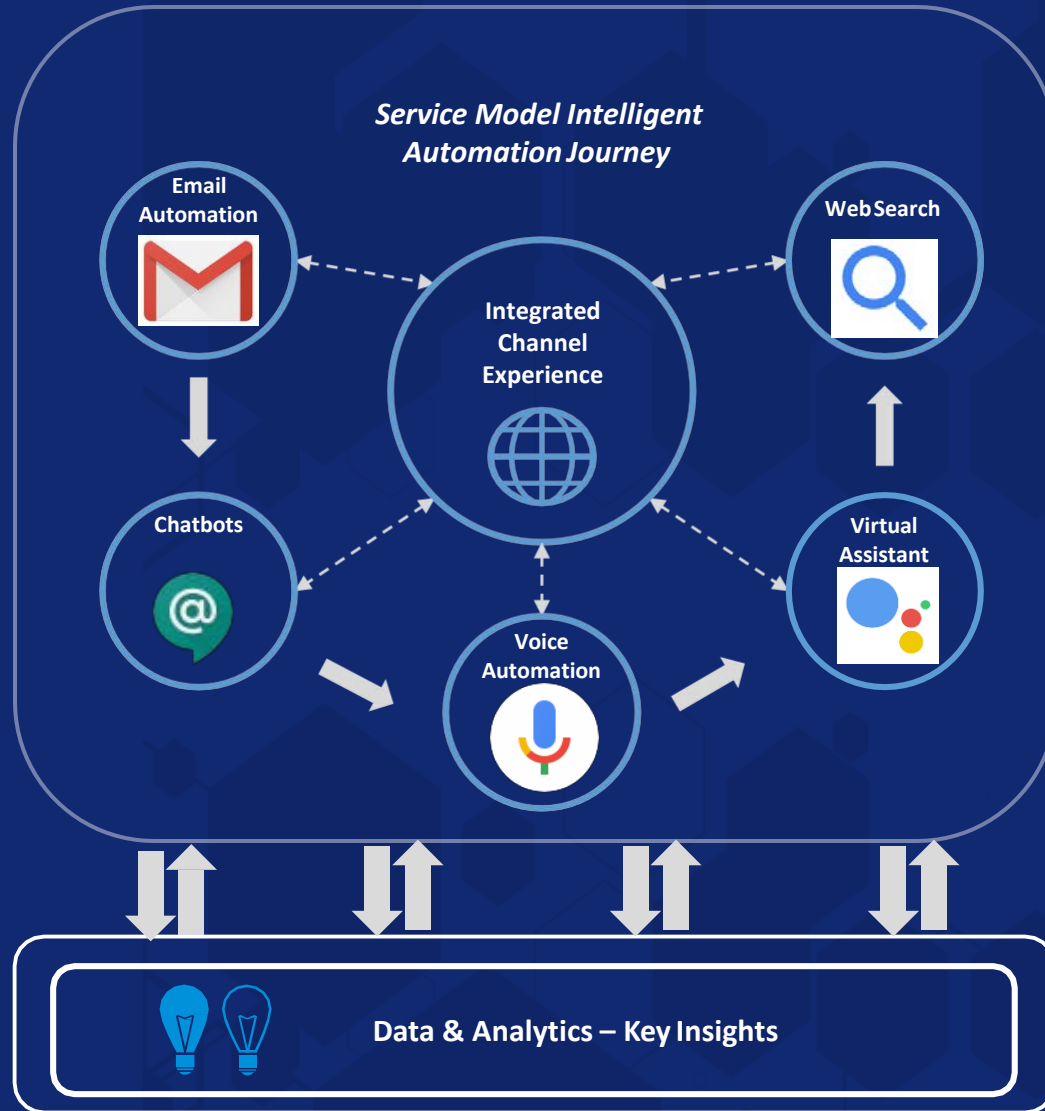 Service Model Intelligent
Automation Journey
Email
Automation
Web Search
Integrated
Channel
Experience
Chatbots
@
Virtual
Assistant
Voice
Automation
Data & Analytics – Key Insights